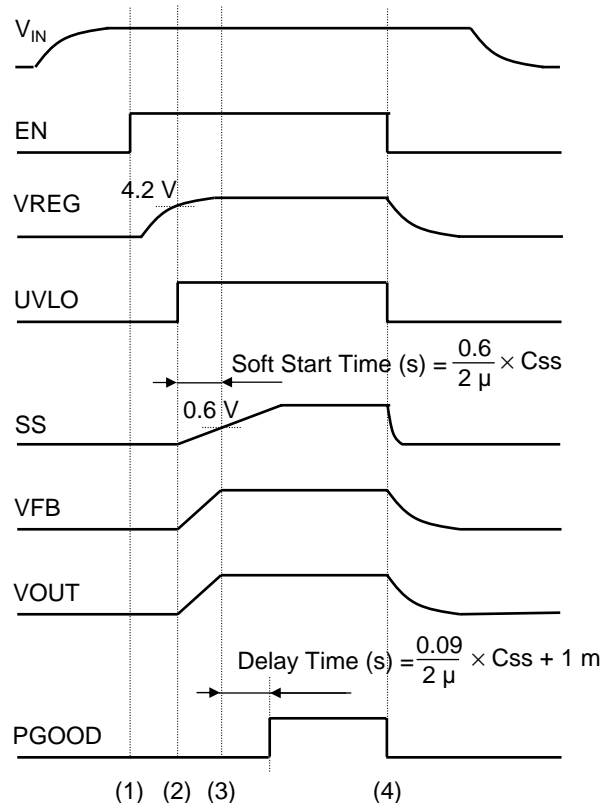 VIN
EN
4.2 V
VREG
UVLO
Soft Start Time (s) = 0.6 / 2 µ × Css
0.6 V
SS
VFB
VOUT
Delay Time (s) = 0.09 / 2 µ × Css + 1 m
PGOOD
(1) (2) (3) (4)